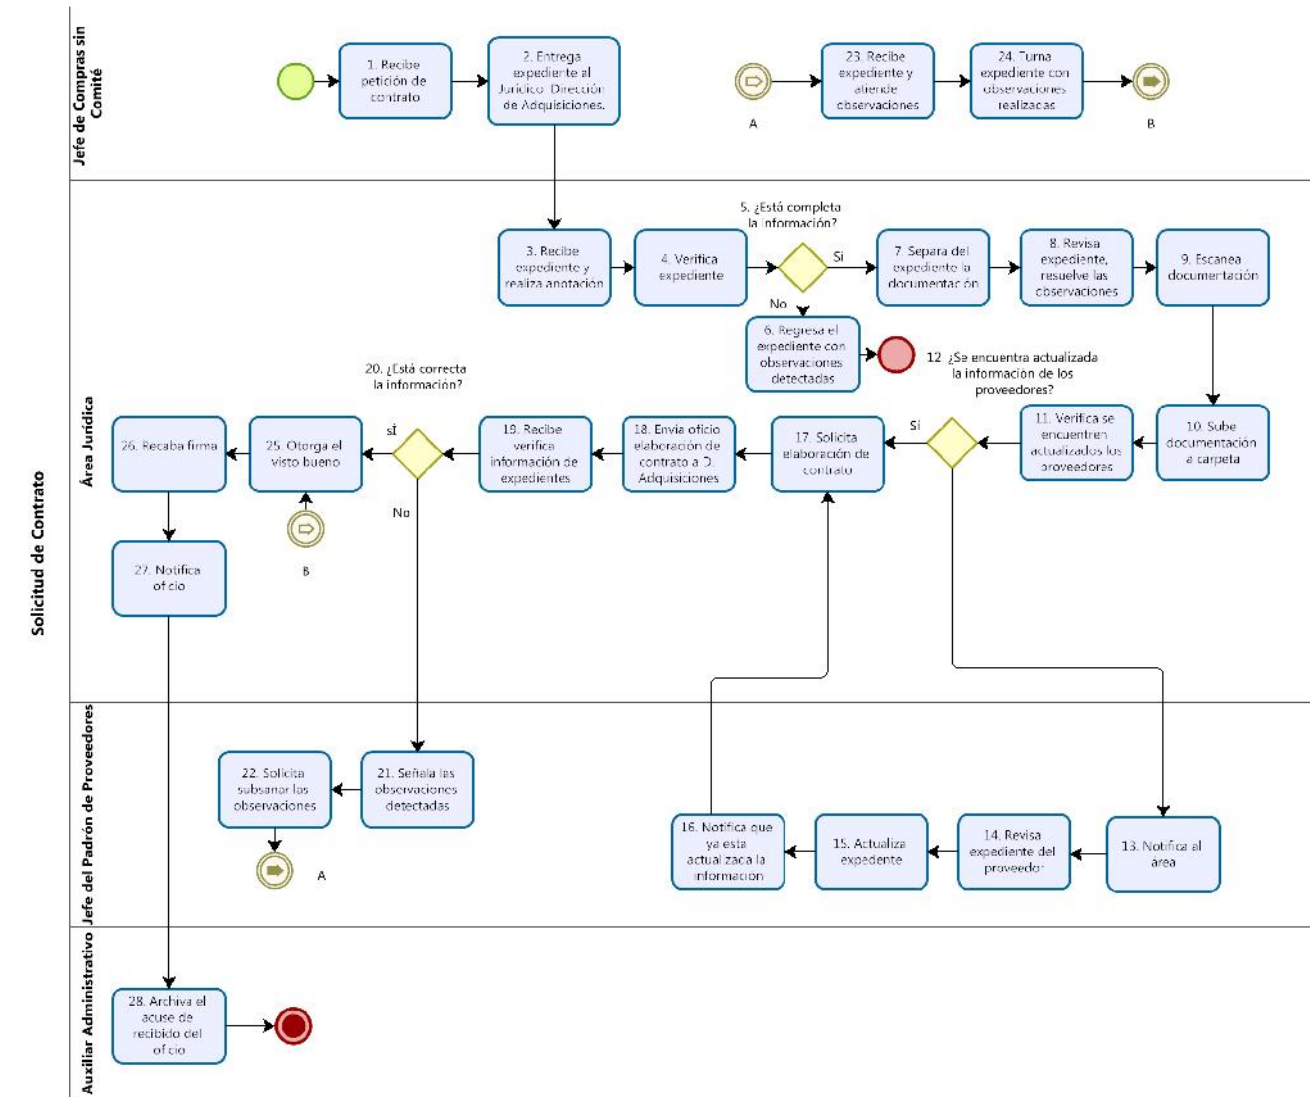 Solicitud de Contrato
Jefe de Compras sin
Comité
1. Recibe
petición de
contrato
2. Entrega
expediente al
Jurídico Dirección
de Adquisiciones.
A
23. Recibe
expediente y
atiende
observaciones
24. Turna
expediente con
observaciones
realizadas
B
Área Jurídica
3. Recibe
expediente y
realiza anotación
4. Verifica
expediente
5. ¿Está completa
la información?
Si
No
6. Regresa el
expediente con
observaciones
detectadas
7. Separa del
expediente la
documentación
8. Revisa
expediente,
resuelve las
observaciones
9. Escanea
documentación
10. Sube
documentación
a carpeta
11. Verifica se
encuentren
actualizados los
proveedores
12 ¿Se encuentra actualizada
la información de los
proveedores?
Si
17. Solicita
elaboración de
contrato
18. Envia oficio
elaboración de
contrato a D.
Adquisiciones
19. Recibe
verifica
información de
expedientes
20. ¿Está correcta
la información?
sÍ
No
25. Otorga el
visto bueno
B
26. Recaba firma
27. Notifica
oficio
Jefe del Padrón de Proveedores
22. Solicita
subsanar las
observaciones
A
21. Señala las
observaciones
detectadas
16. Notifica que
ya esta
actualizada la
información
15. Actualiza
expedente
14. Revisa
expediente del
proveedor
13. Notifica al
área
Auxiliar Administrativo
28. Archiva el
acuse de
recibido del
oficio